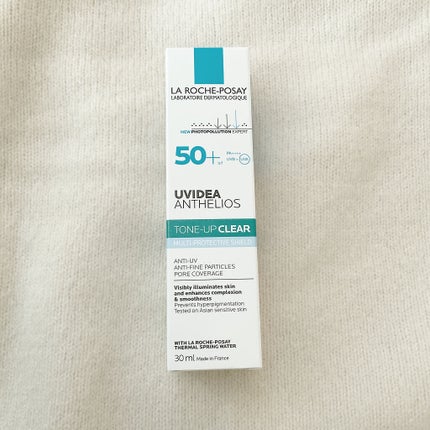 LA ROCHE-POSAY
LABORATOIRE DERMATOLOGIQUE
NEW PHOTOPOLLUTION EXPERT
50+
PA++++
UVB +
UVIDEA
ANTHELIOS
TONE-UP CLEAR
MULTI-PROTECTIVE SHIELD
ANTI-UV
ANTI-FINE PARTICLES
PORE COVERAGE
Visibly illuminates skin
and enhances complexion
& smoothness
Prevents hyperpigmentation
Tested on Asian sensitive skin
WITH LA ROCHE-POSAY
THERMAL SPRING WATER
30 ml Made in France